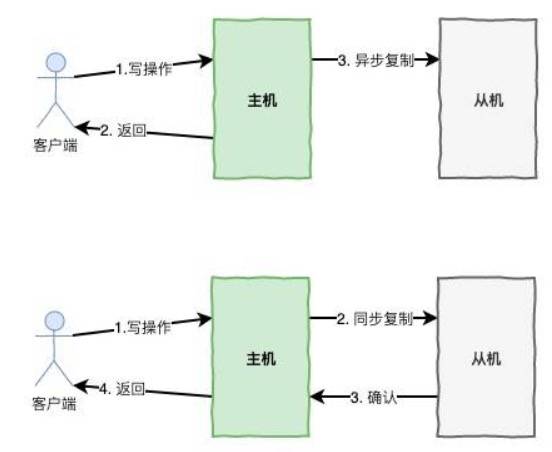 1.写操作
3. 异步复制
主机
从机
2. 返回
客户端
1.写操作
2. 同步复制
主机
从机
4. 返回
3. 确认
客户端